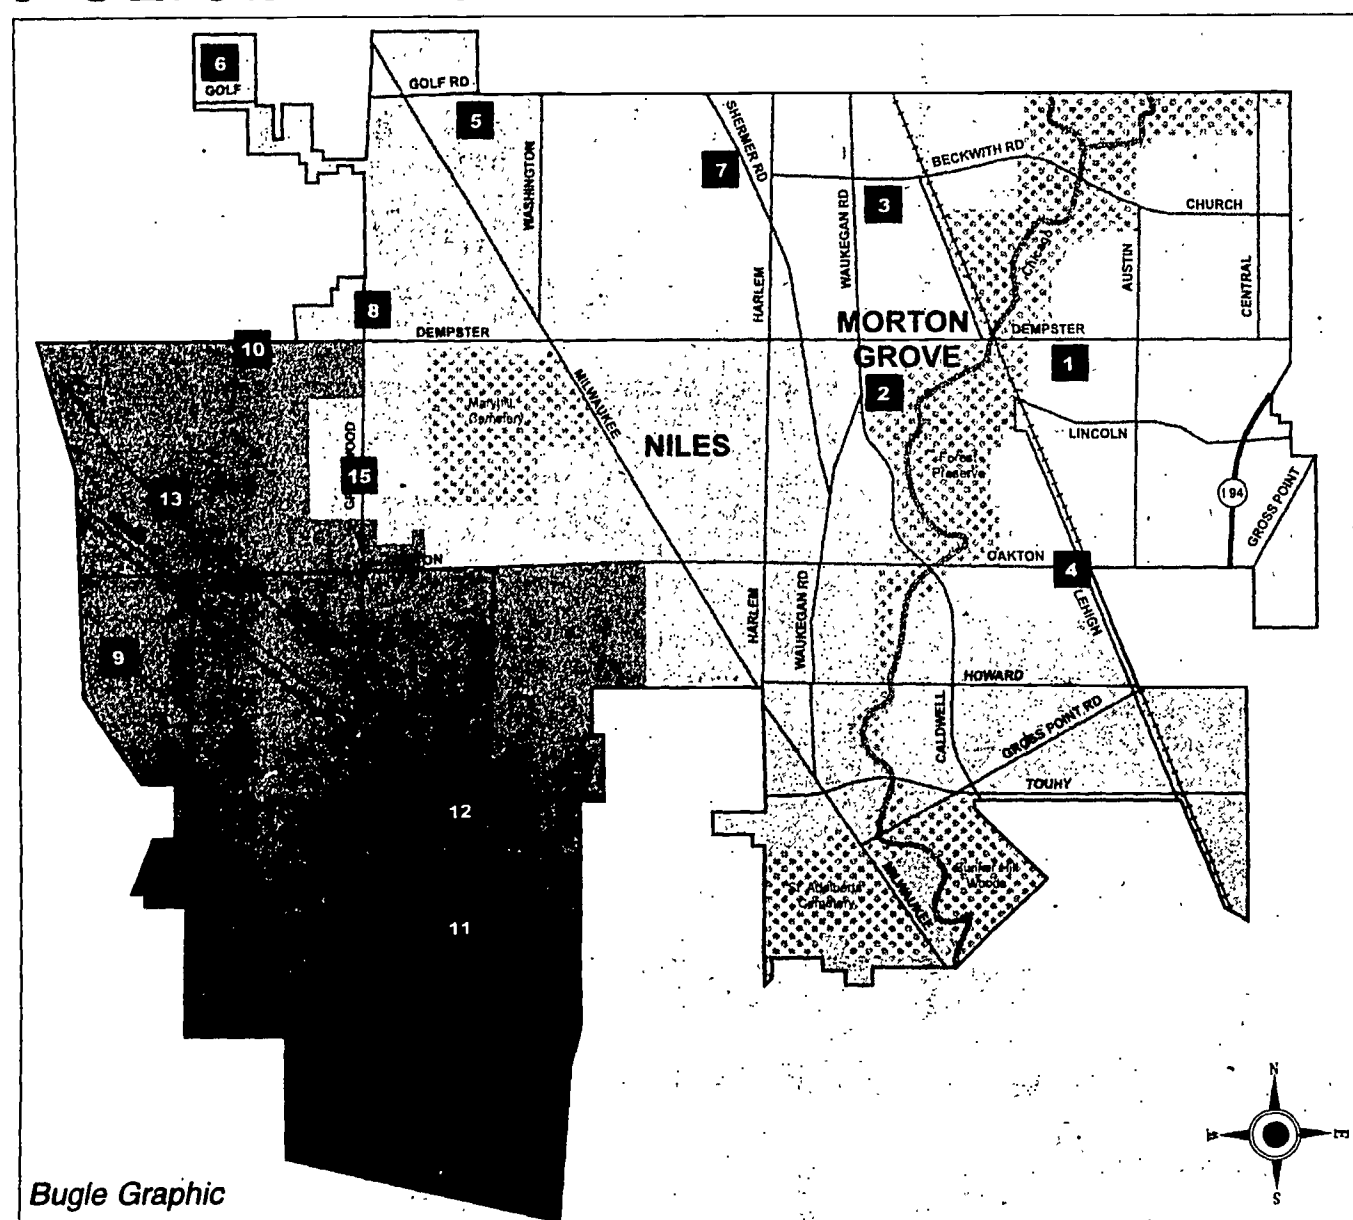 6
GOLF
GOLF RD
5
WASHINGTON
7
SHERMER RD
HARLEM
WAUKEGAN RD
3
BECKWITH RD
CHURCH
Chicago
AUSTIN
CENTRAL
8
DEMPSTER
MORTON
GROVE
DEMPSTER
10
1
2
Maryhill
Cemetery
MILWAUKEE
NILES
LINCOLN
Forest
Preserve
13
15
194
GROSS POINT
OAKTON
4
LEHIGH
9
HARLEM
WAUKEGAN RD
HOWARD
CALDWELL
GROSS POINT RD
TOUHY
12
11
St. Adalberts
Cemetery
MILWAUKEE
Bunker Hill
Woods
N
W
E
S
Bugle Graphic